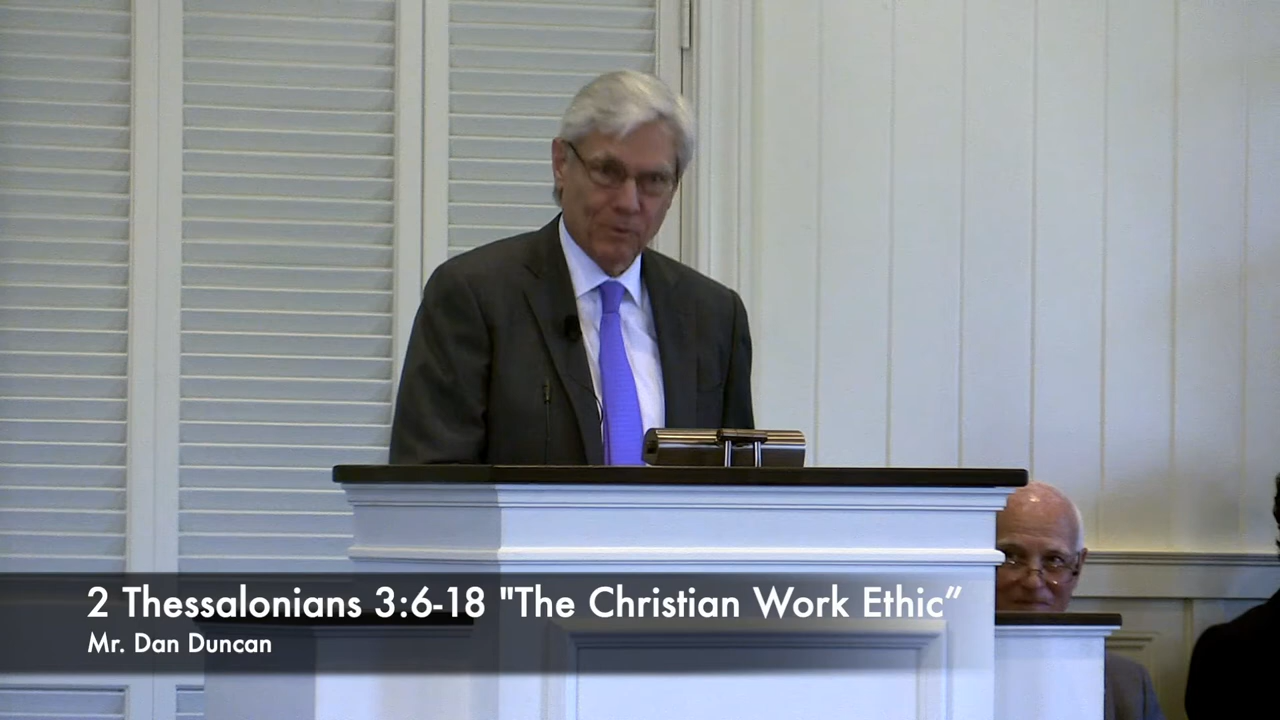 2 Thessalonians 3:6-18 "The Christian Work Ethic”
Mr. Dan Duncan